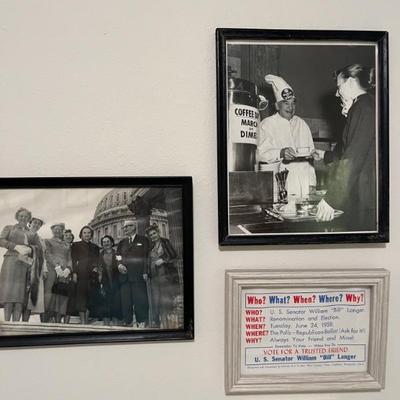 COFFEE
MARCH
OF
DIMES
Who? What? When? Where? Why?
WHO? U. S. Senator William "Bill" Langer.
WHAT? Renomination and Election.
WHEN? Tuesday, June 24, 1958.
WHERE? The Polls—Republican Ballot (Ask for it!)
WHY? Always Your Friend and Mine!
VOTE FOR A TRUSTED FRIEND
U. S. Senator William "Bill" Langer